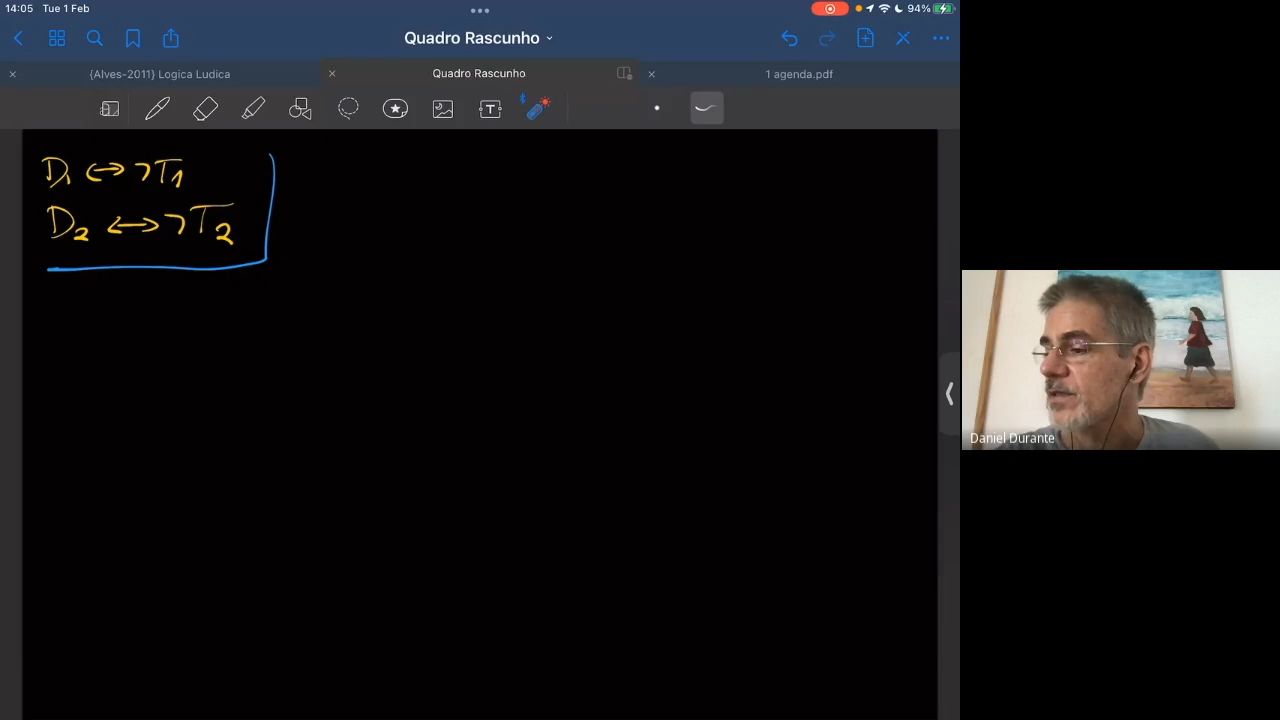 14:05 Tue 1 Feb
94%
Quadro Rascunho
{Alves-2011} Logica Ludica
Quadro Rascunho
1 agenda.pdf
T
D₁ ↔ ¬T₁
D₂ ↔ ¬T₂
Daniel Durante